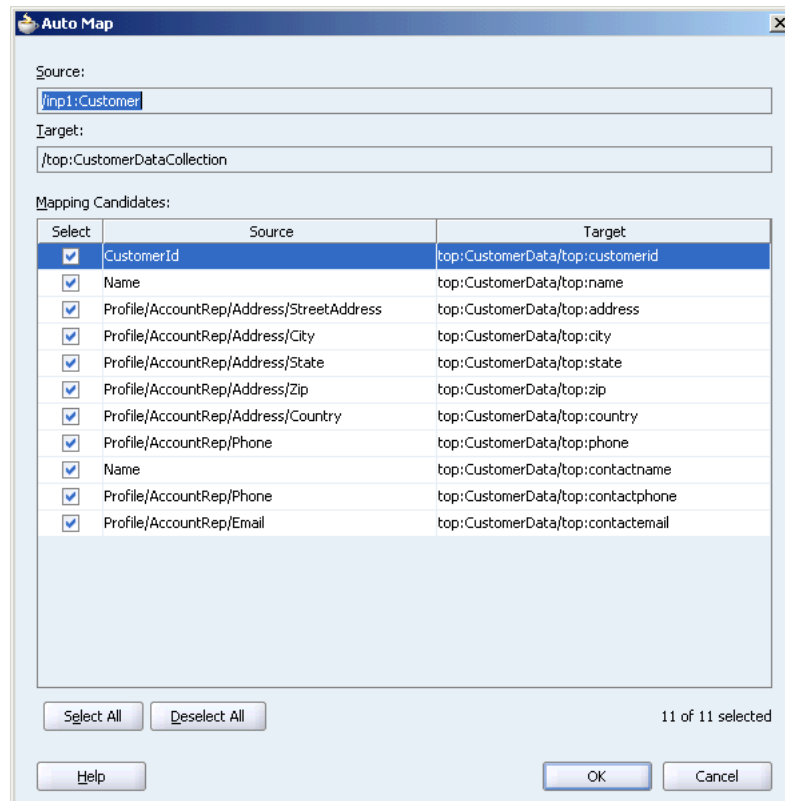 Auto Map
Source:
/inp1:Customer
Target:
/top:CustomerDataCollection
Mapping Candidates:
Select Source Target
CustomerId top:CustomerData/top:customerid
Name top:CustomerData/top:name
Profile/AccountRep/Address/StreetAddress top:CustomerData/top:address
Profile/AccountRep/Address/City top:CustomerData/top:city
Profile/AccountRep/Address/State top:CustomerData/top:state
Profile/AccountRep/Address/Zip top:CustomerData/top:zip
Profile/AccountRep/Address/Country top:CustomerData/top:country
Profile/AccountRep/Phone top:CustomerData/top:phone
Name top:CustomerData/top:contactname
Profile/AccountRep/Phone top:CustomerData/top:contactphone
Profile/AccountRep/Email top:CustomerData/top:contactemail
Select All Deselect All 11 of 11 selected
Help OK Cancel